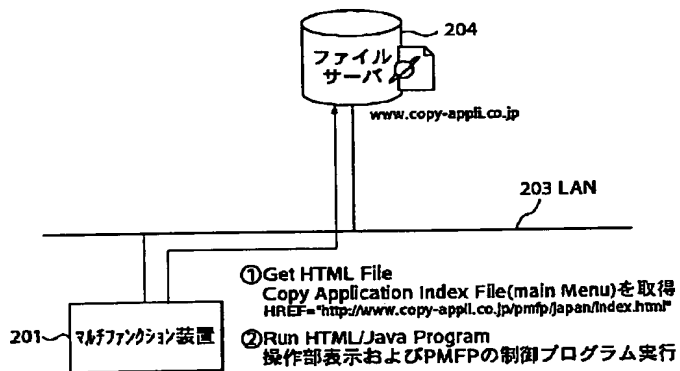 204
ファイル
サーバ
www.copy-appli.co.jp
203 LAN
①Get HTML File
Copy Application Index File(main Menu)を取得
HREF="http://www.copy-appli.co.jp/pmfp/japan/index.html"
201
マルチファンクション装置
②Run HTML/Java Program
操作部表示およびPMFPの制御プログラム実行